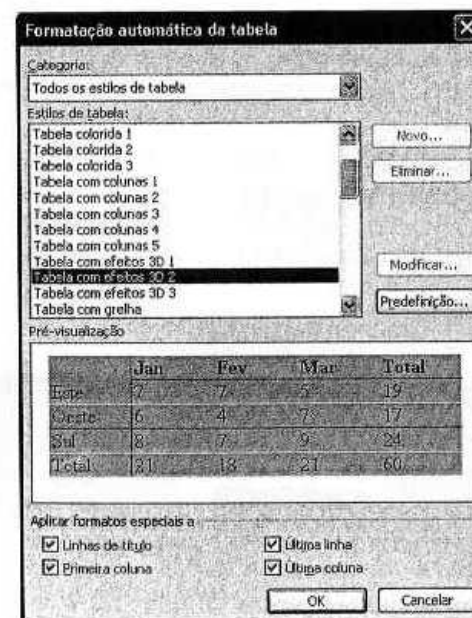 Formatação automática da tabela
Categoria:
Todos os estilos de tabela
Estilos de tabela:
Tabela colorida 1
Tabela colorida 2
Tabela colorida 3
Tabela com colunas 1
Tabela com colunas 2
Tabela com colunas 3
Tabela com colunas 4
Tabela com colunas 5
Tabela com efeitos 3D 1
Tabela com efeitos 3D 2
Tabela com efeitos 3D 3
Tabela com grelha
Novo...
Eliminar...
Modificar...
Predefinição...
Pré-visualização
Jan Fev Mar Total
Este 7 7 5 19
Oeste 6 4 7 17
Sul 8 7 9 24
Total 21 18 21 60
Aplicar formatos especiais a
Linhas de título
Última linha
Primeira coluna
Última coluna
OK
Cancelar